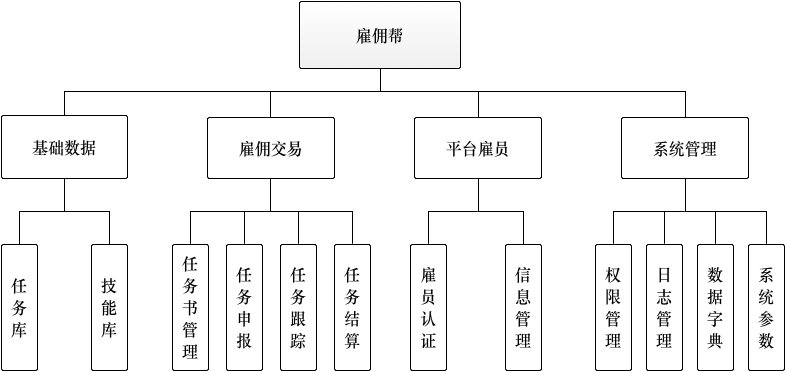 雇佣帮
基础数据
雇佣交易
平台雇员
系统管理
任务库
技能库
任务书管理
任务申报
任务跟踪
任务结算
雇员认证
信息管理
权限管理
日志管理
数据字典
系统参数